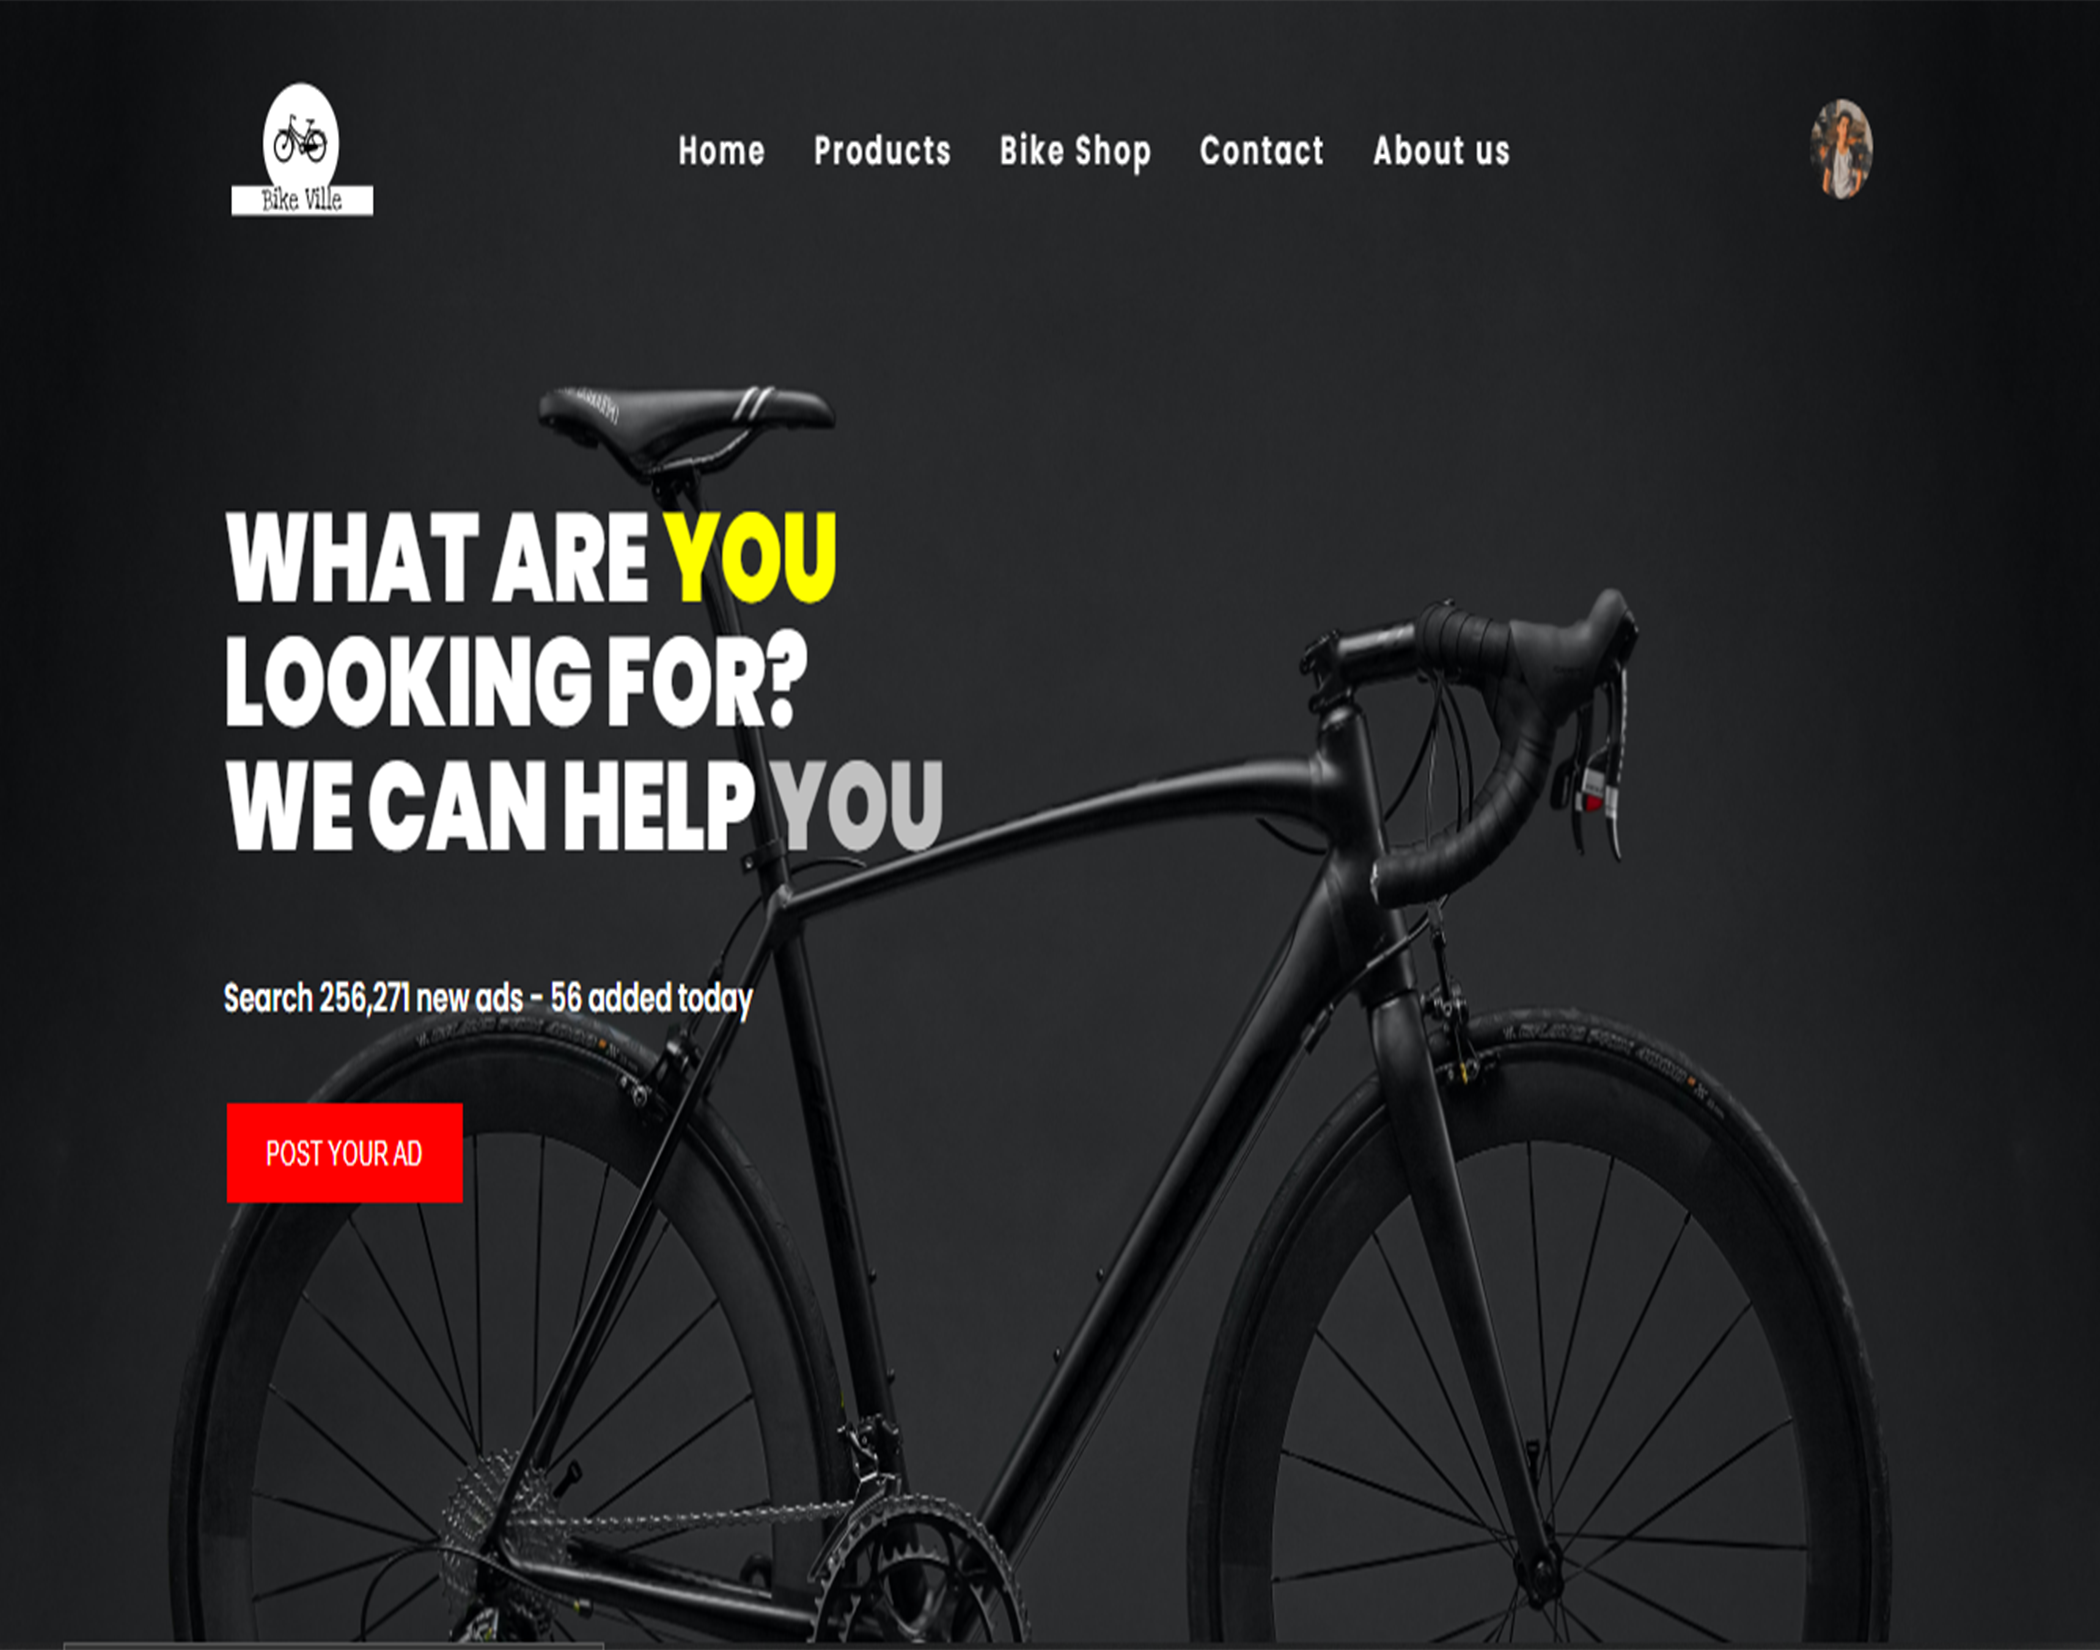 Bike Ville
Home Products Bike Shop Contact About us
WHAT ARE YOU
LOOKING FOR?
WE CAN HELP YOU
Search 256,271 new ads - 56 added today
POST YOUR AD